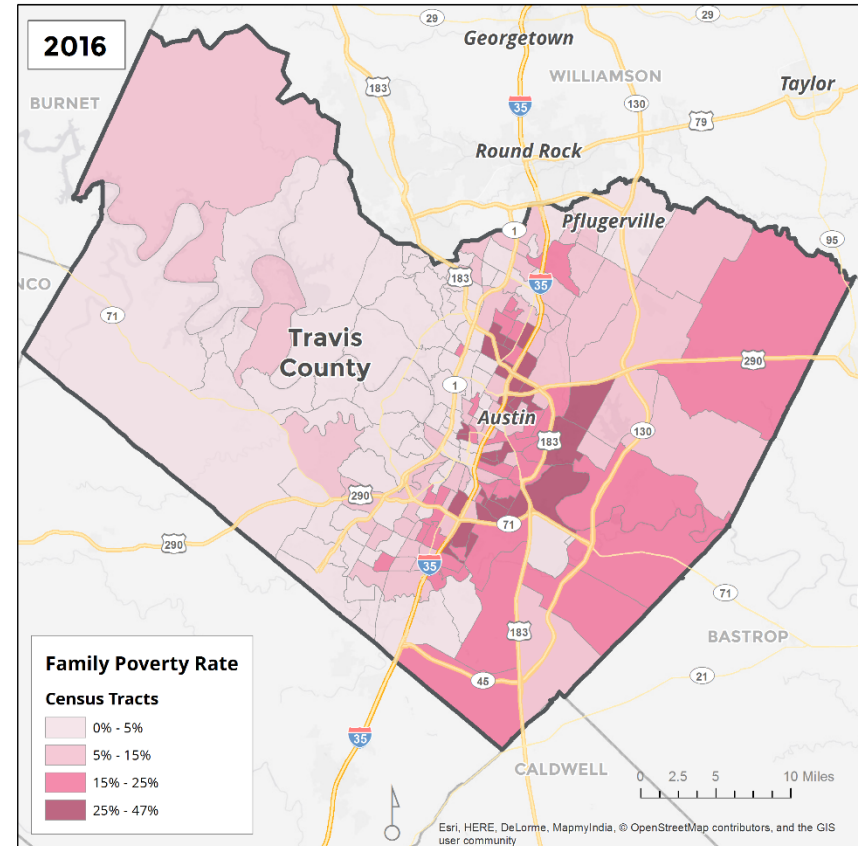 2016
29
29
Georgetown
WILLIAMSON
Taylor
BURNET
183
35
130
79
Round Rock
Pflugerville
1
95
NCO
183
35
71
Travis
County
290
1
Austin
183
130
290
71
290
35
71
183
BASTROP
45
21
35
CALDWELL
Family Poverty Rate
Census Tracts
0% - 5%
5% - 15%
15% - 25%
25% - 47%
0 2.5 5 10 Miles
Esri, HERE, DeLorme, MapmyIndia, © OpenStreetMap contributors, and the GIS
user community